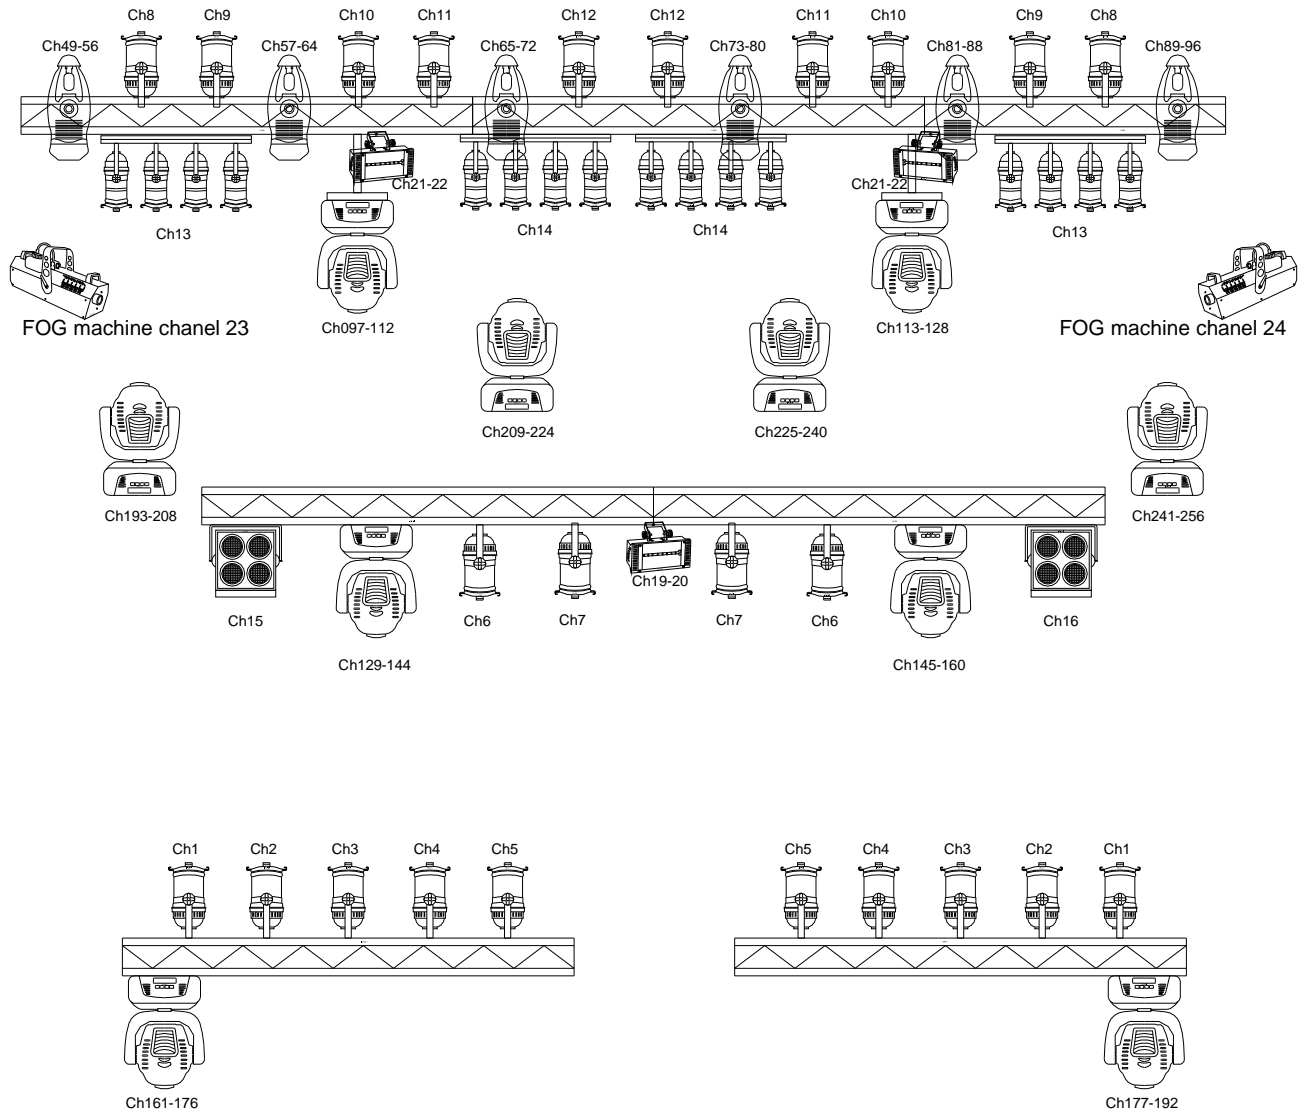 Ch8 Ch9 Ch10 Ch11 Ch12 Ch12 Ch11 Ch10 Ch9 Ch8
Ch49-56 Ch57-64 Ch65-72 Ch73-80 Ch81-88 Ch89-96
Ch21-22 Ch21-22
Ch13 Ch14 Ch14 Ch13
FOG machine chanel 23 Ch097-112 Ch113-128 FOG machine chanel 24
Ch209-224 Ch225-240
Ch193-208 Ch241-256
Ch19-20
Ch15 Ch6 Ch7 Ch7 Ch6 Ch16
Ch129-144 Ch145-160
Ch1 Ch2 Ch3 Ch4 Ch5 Ch5 Ch4 Ch3 Ch2 Ch1
Ch161-176 Ch177-192